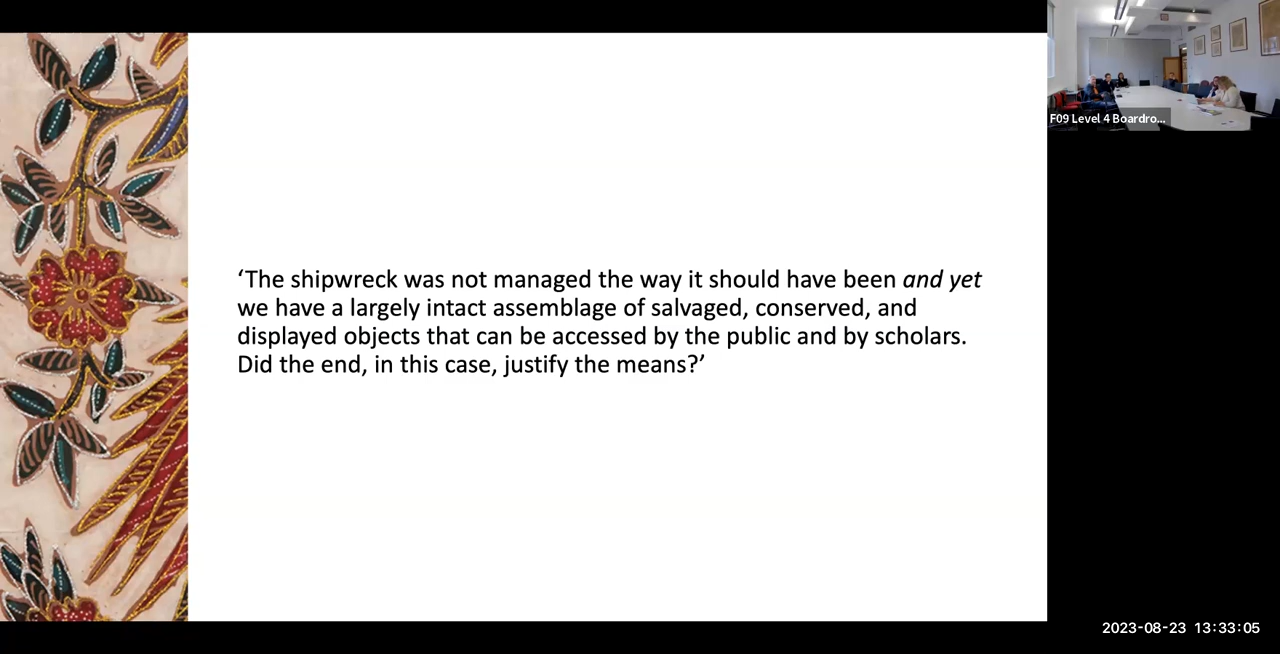 ‘The shipwreck was not managed the way it should have been and yet
we have a largely intact assemblage of salvaged, conserved, and
displayed objects that can be accessed by the public and by scholars.
Did the end, in this case, justify the means?’
F09 Level 4 Boardro...
2023-08-23 13:33:05